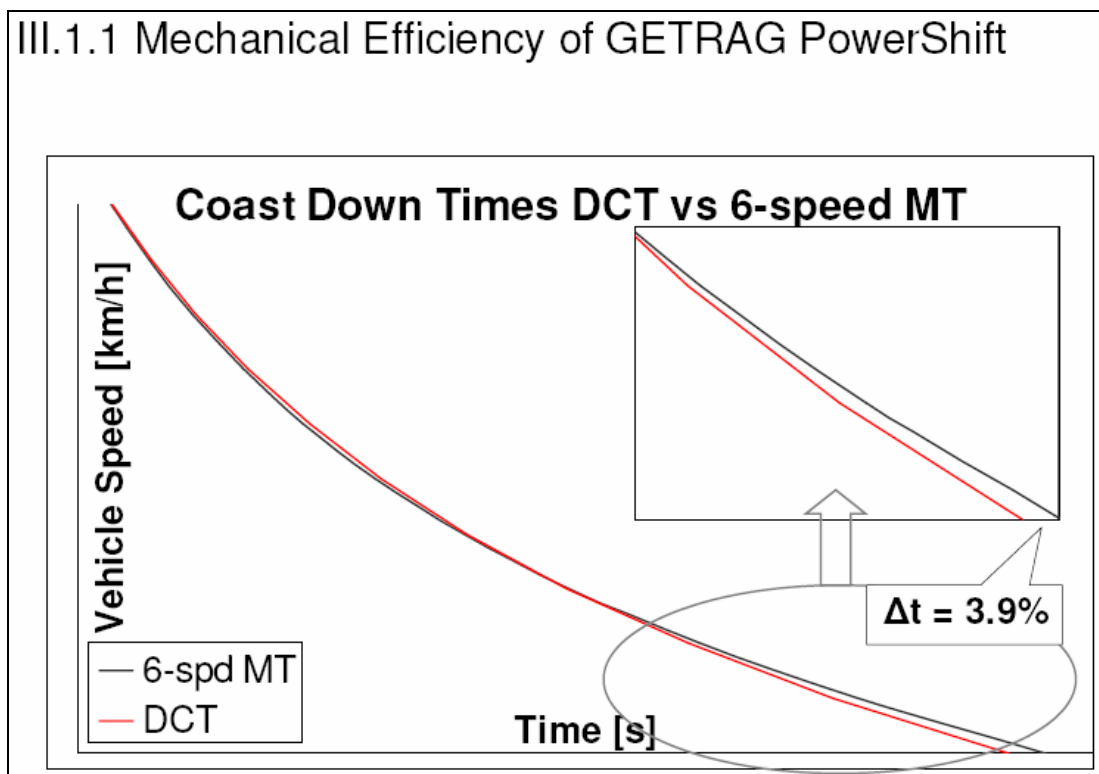 III.1.1 Mechanical Efficiency of GETRAG PowerShift
Coast Down Times DCT vs 6-speed MT
Vehicle Speed [km/h]
Δt = 3.9%
6-spd MT
DCT
Time [s]